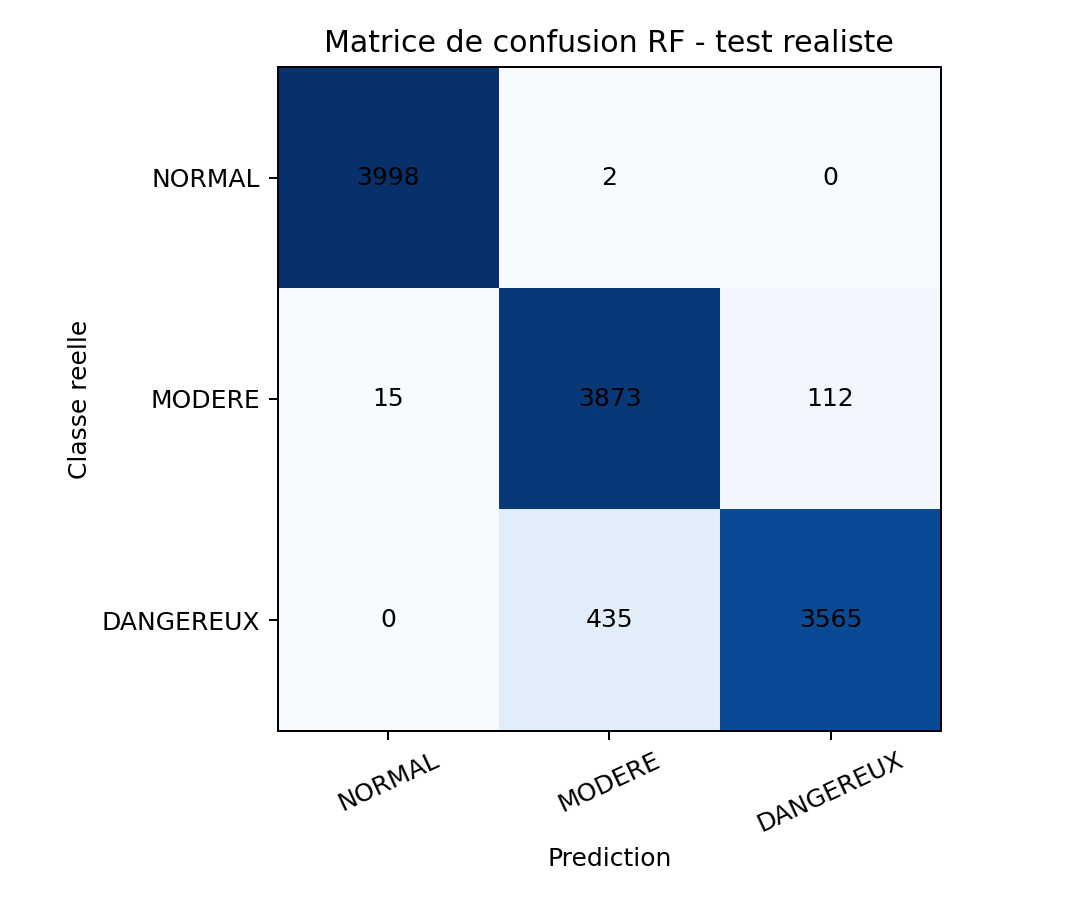 Matrice de confusion RF - test realiste
NORMAL
3998
2
0
MODERE
15
3873
112
DANGEREUX
0
435
3565
Classe reelle
NORMAL
MODERE
DANGEREUX
Prediction